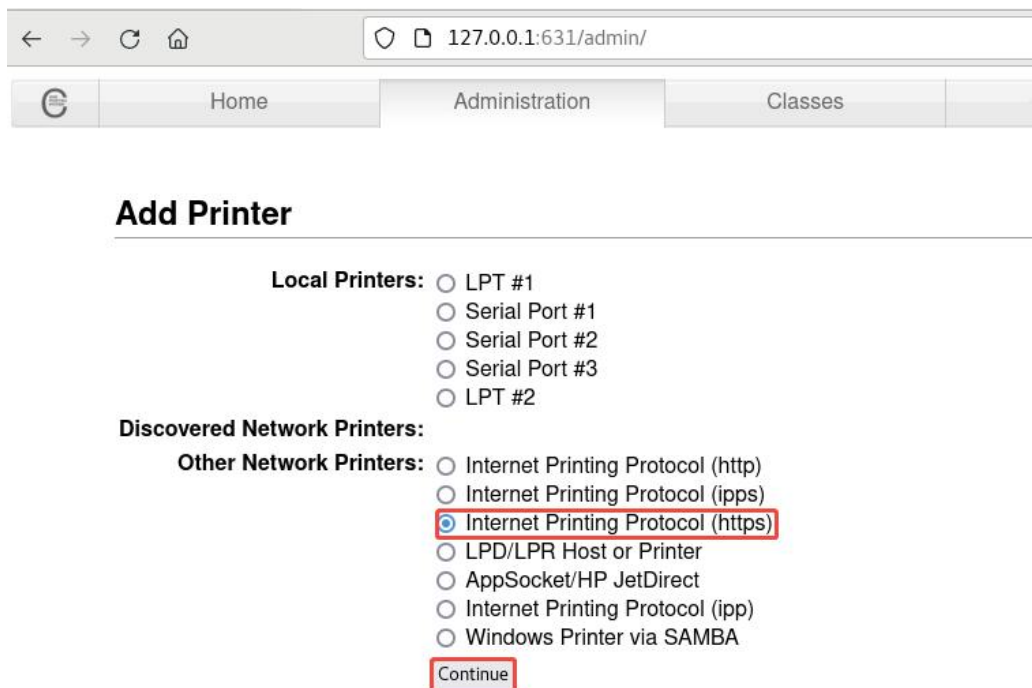 127.0.0.1:631/admin/
Home Administration Classes
Add Printer
Local Printers: LPT #1
Serial Port #1
Serial Port #2
Serial Port #3
LPT #2
Discovered Network Printers:
Other Network Printers: Internet Printing Protocol (http)
Internet Printing Protocol (ipps)
Internet Printing Protocol (https)
LPD/LPR Host or Printer
AppSocket/HP JetDirect
Internet Printing Protocol (ipp)
Windows Printer via SAMBA
Continue